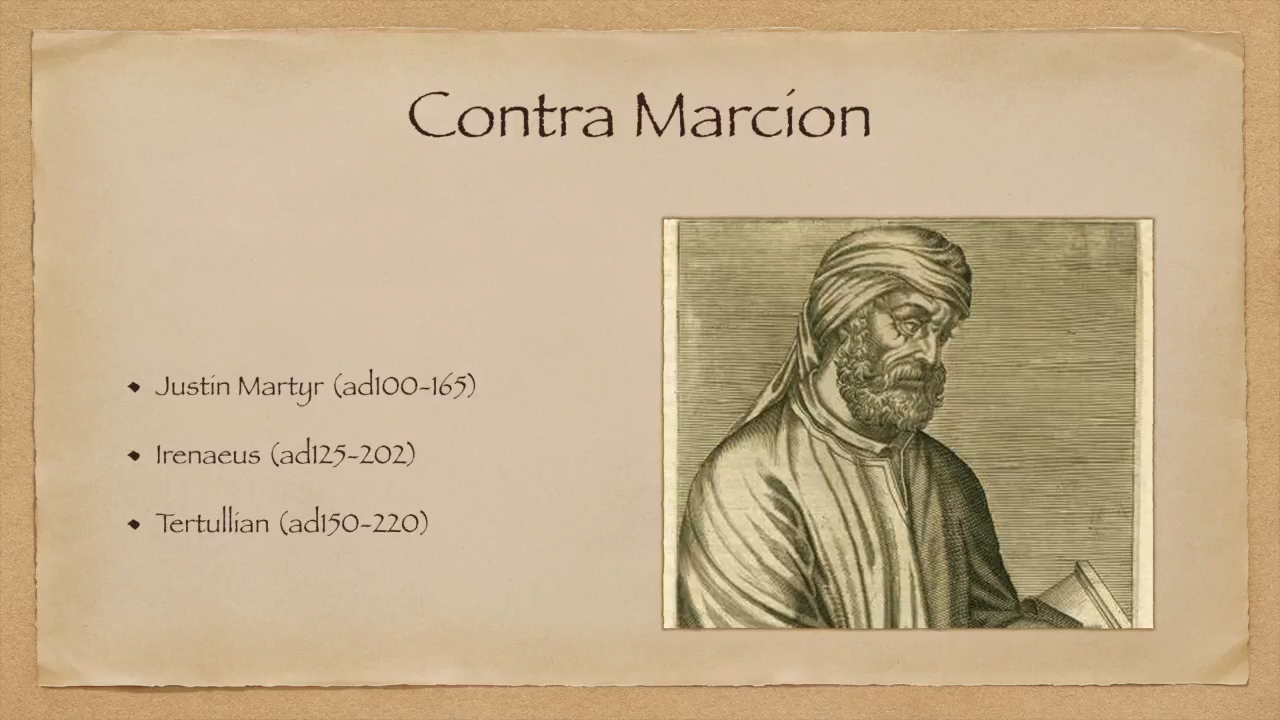 Contra Marcion
• Justin Martyr (ad100-165)
• Irenaeus (ad125-202)
• Tertullian (ad150-220)